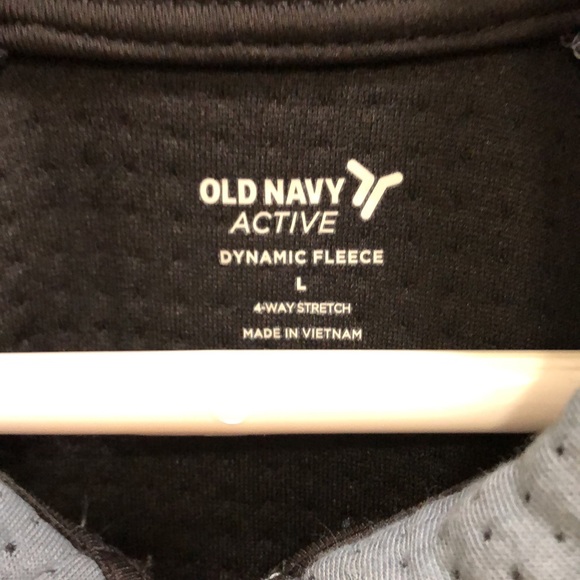 OLD NAVY
ACTIVE
DYNAMIC FLEECE
L
4-WAY STRETCH
MADE IN VIETNAM